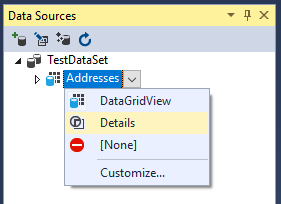 Data Sources
TestDataSet
Addresses
DataGridView
Details
[None]
Customize...